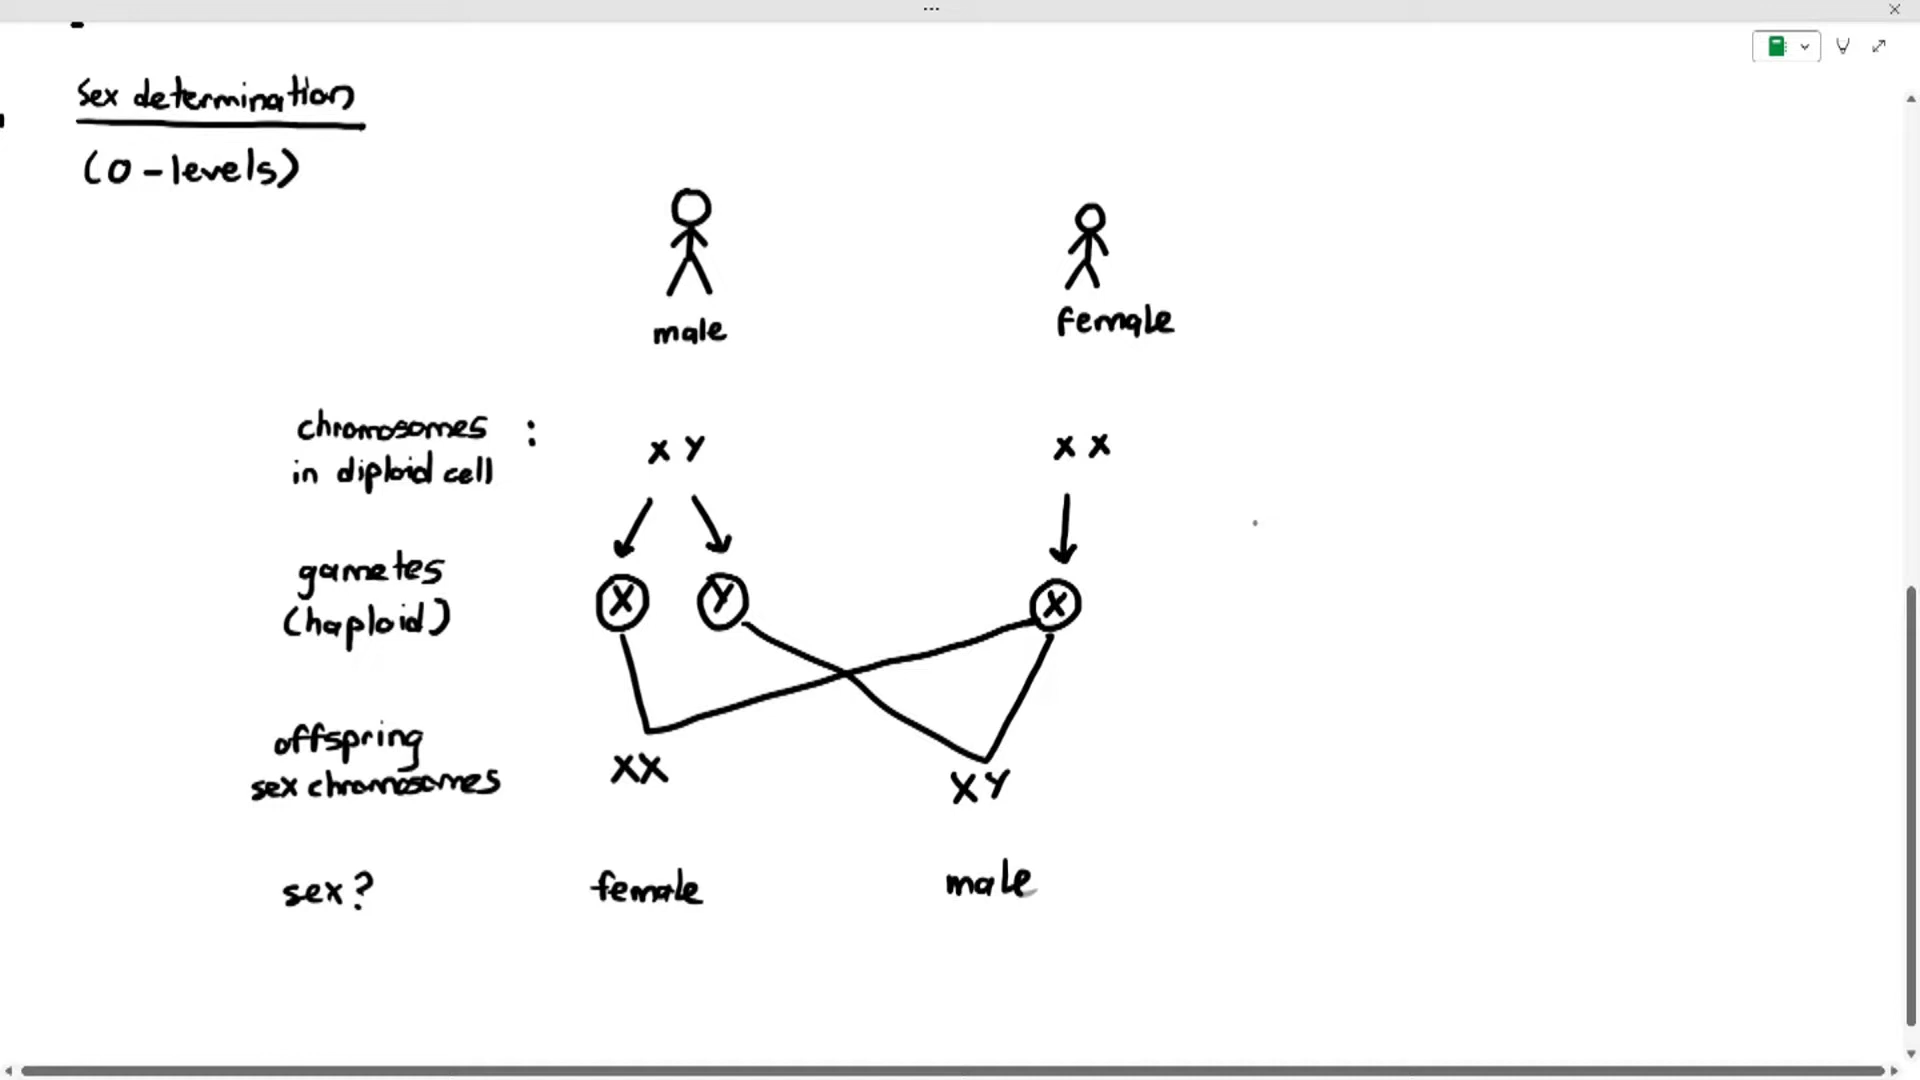 Sex determination
(O-levels)
male
female
chromosomes :
in diploid cell
X Y
X X
gametes
(haploid)
X
Y
X
offspring
sex chromosomes
XX
XY
sex?
female
male